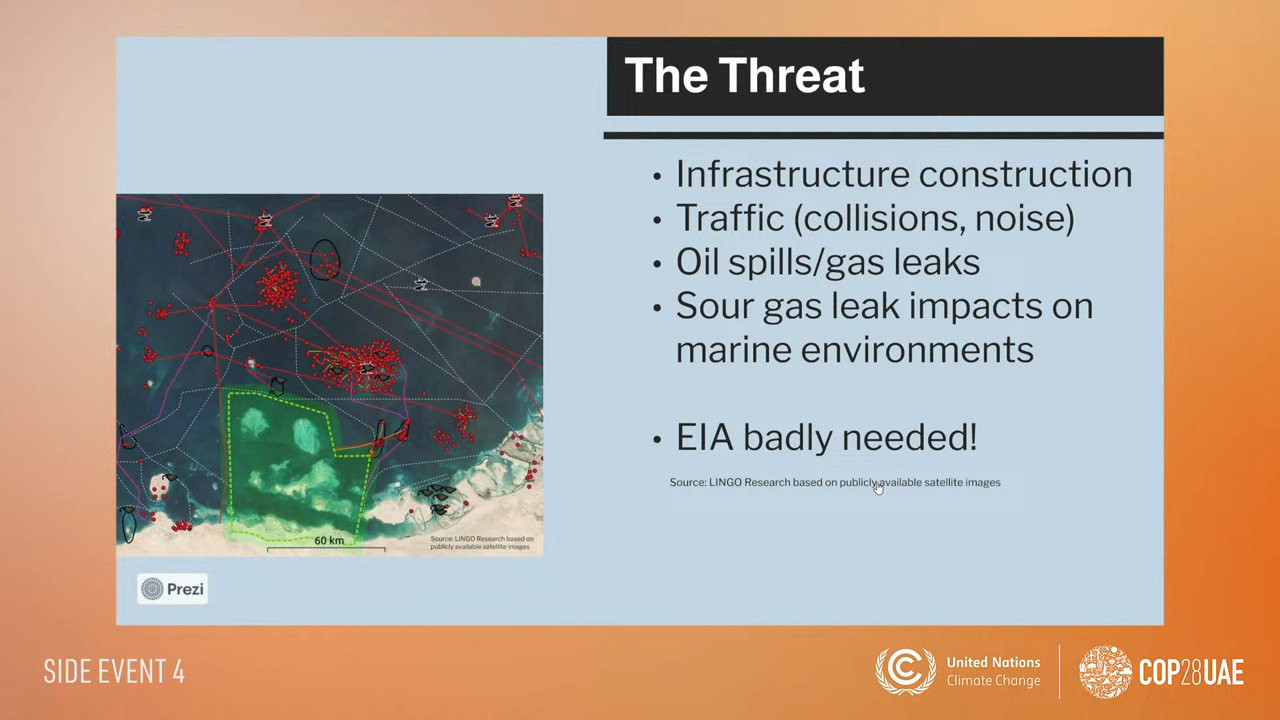 The Threat
• Infrastructure construction
• Traffic (collisions, noise)
• Oil spills/gas leaks
• Sour gas leak impacts on
marine environments
• EIA badly needed!
Source: LINGO Research based on publicly available satellite images
60 km
Source: LINGO Research based on
publicly available satellite images
Prezi
SIDE EVENT 4
United Nations
Climate Change
COP28UAE